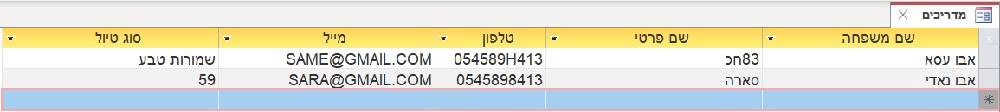 מדריכים
שם משפחה שם פרטי טלפון מייל סוג טיול
אבו עסא 83חכ 054589H413 SAME@GMAIL.COM שמורות טבע
אבו נאדי סארה 0545898413 SARA@GMAIL.COM 59